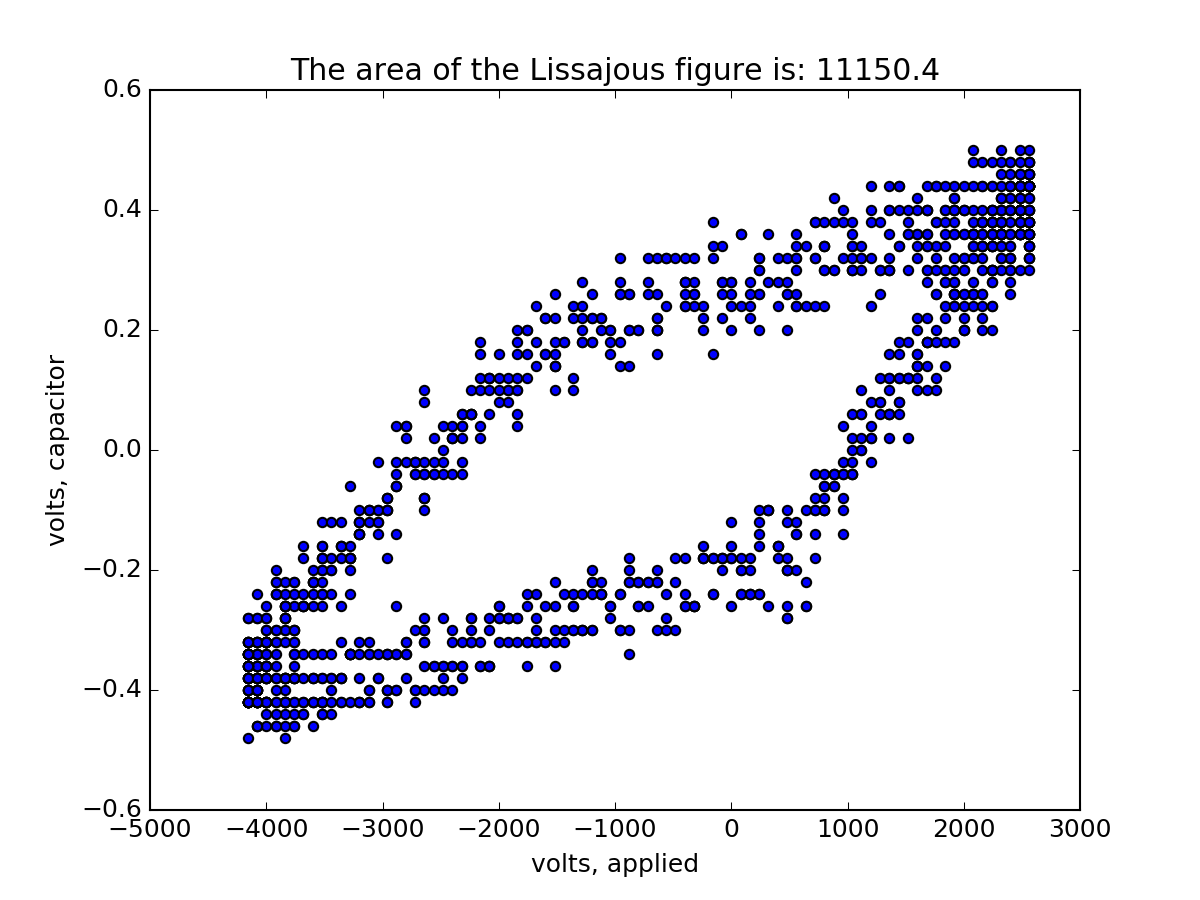 The area of the Lissajous figure is: 11150.4
0.6
0.4
0.2
0.0
−0.2
−0.4
−0.6
volts, capacitor
−5000 −4000 −3000 −2000 −1000 0 1000 2000 3000
volts, applied